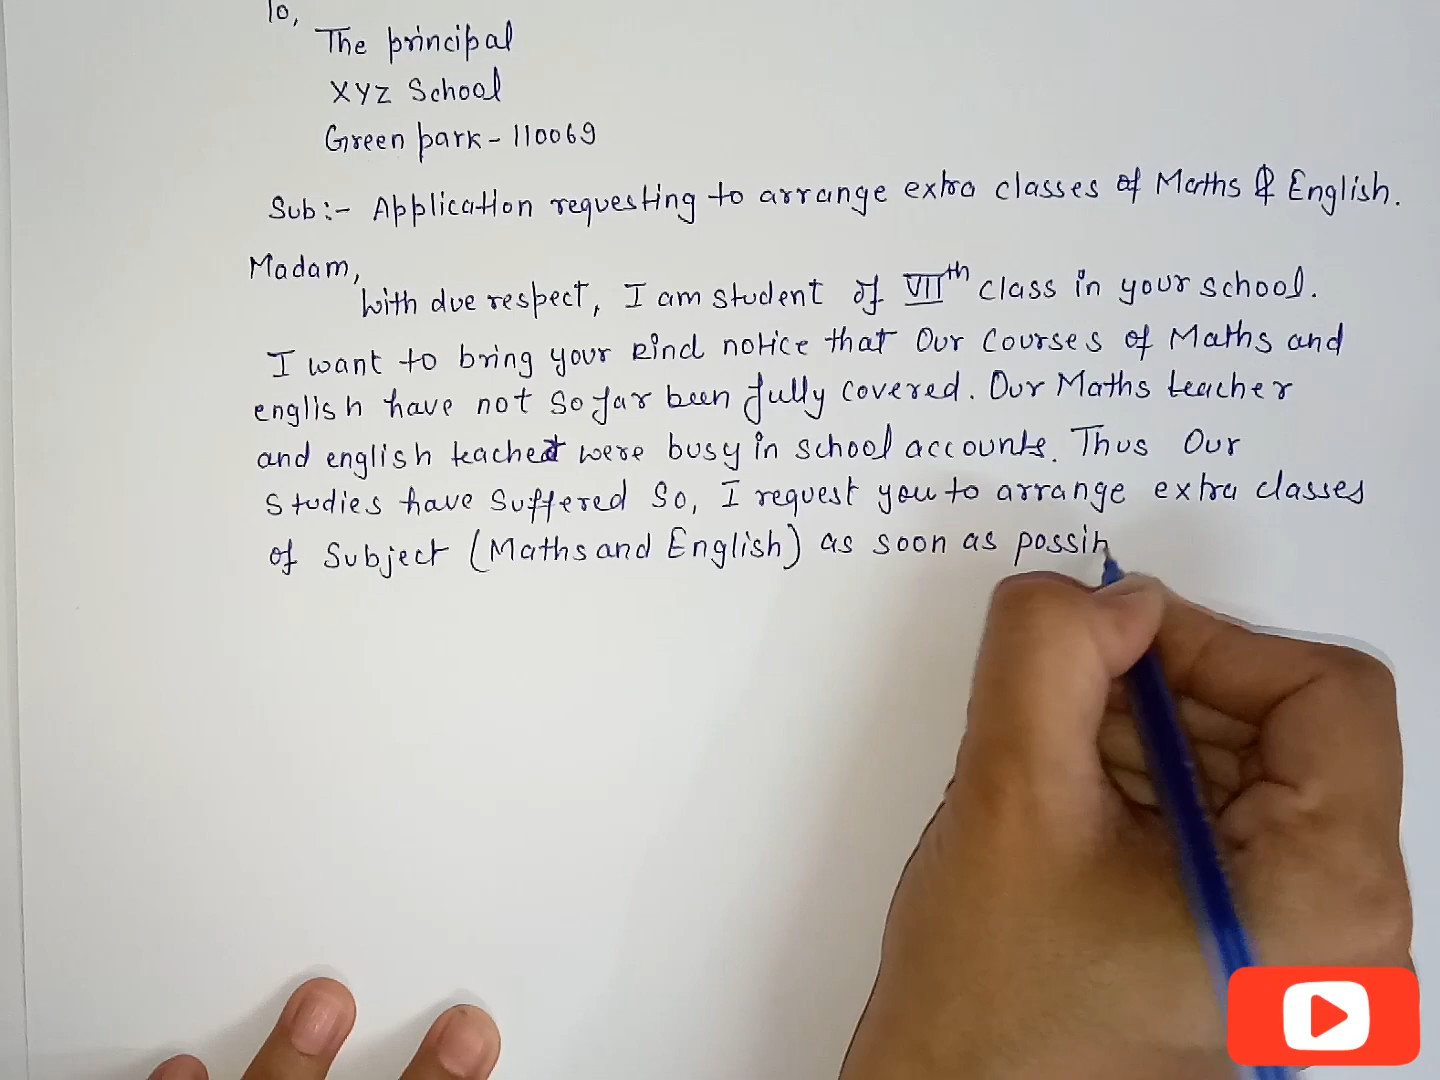 To,
The principal
XYZ School
Green park - 110069
Sub:- Application requesting to arrange extra classes of Maths & English.
Madam,
With due respect, I am student of VIIth class in your school.
I want to bring your kind notice that Our Courses of Maths and
english have not so far been fully covered. Our Maths teacher
and english teacher were busy in school accounts. Thus Our
Studies have suffered So, I request you to arrange extra classes
of Subject (Maths and English) as soon as